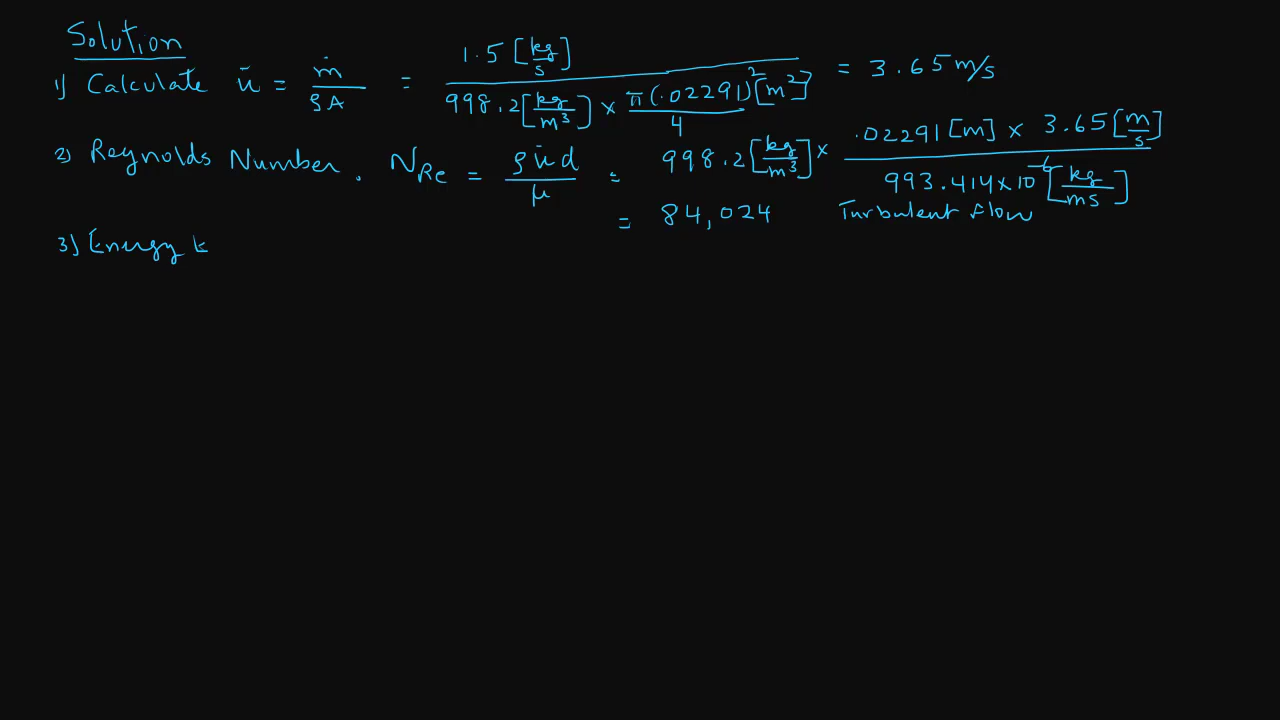 Solution
1) Calculate ū = ṁ / ρA = 1.5 [kg/s] / 998.2 [kg/m³] × π(.02291)² [m²] / 4 = 3.65 m/s
2) Reynolds Number. N_Re = ρ ū d / μ = 998.2 [kg/m³] × .02291 [m] × 3.65 [m/s] / 993.414 × 10⁻⁶ [kg/ms]
= 84,024 Turbulent flow
3) Energy